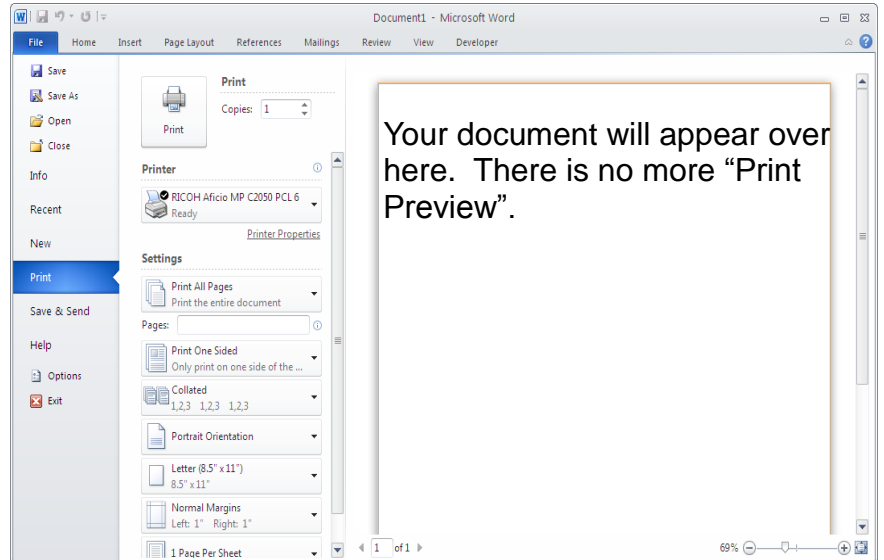 Document1 - Microsoft Word
File Home Insert Page Layout References Mailings Review View Developer
Save
Save As
Open
Close
Info
Recent
New
Print
Save & Send
Help
Options
Exit
Print
Print
Copies: 1
Printer
RICOH Aficio MP C2050 PCL 6
Ready
Printer Properties
Settings
Print All Pages
Print the entire document
Pages:
Print One Sided
Only print on one side of the ...
Collated
1,2,3 1,2,3 1,2,3
Portrait Orientation
Letter (8.5" x 11")
8.5" x 11"
Normal Margins
Left: 1" Right: 1"
1 Page Per Sheet
Your document will appear over
here. There is no more “Print
Preview”.
1 of 1
69%